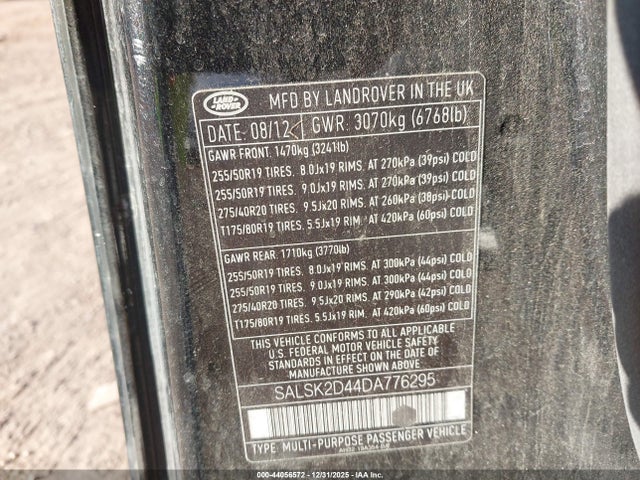 LAND-
ROVER
MFD BY LANDROVER IN THE UK
DATE: 08/12 GWR: 3070kg (6768lb)
GAWR FRONT. 1470kg (3241lb)
255/50R19 TIRES. 8.0Jx19 RIMS. AT 270kPa (39psi) COLD
255/50R19 TIRES. 9.0Jx19 RIMS. AT 270kPa (39psi) COLD
275/40R20 TIRES. 9.5Jx20 RIMS. AT 260kPa (38psi) COLD
T175/80R19 TIRES. 5.5Jx19 RIM. AT 420kPa (60psi) COLD
GAWR REAR. 1710kg (3770lb)
255/50R19 TIRES. 8.0Jx19 RIMS. AT 300kPa (44psi) COLD
255/50R19 TIRES. 9.0Jx19 RIMS. AT 300kPa (44psi) COLD
275/40R20 TIRES. 9.5Jx20 RIMS. AT 290kPa (42psi) COLD
T175/80R19 TIRES. 5.5Jx19 RIM. AT 420kPa (60psi) COLD
THIS VEHICLE CONFORMS TO ALL APPLICABLE
U.S. FEDERAL MOTOR VEHICLE SAFETY
STANDARDS IN EFFECT ON THE DATE OF
MANUFACTURE SHOWN ABOVE.
SALSK2D44DA776295
TYPE: MULTI-PURPOSE PASSENGER VEHICLE
000-44056572 - 12/31/2025 - IAA Inc.